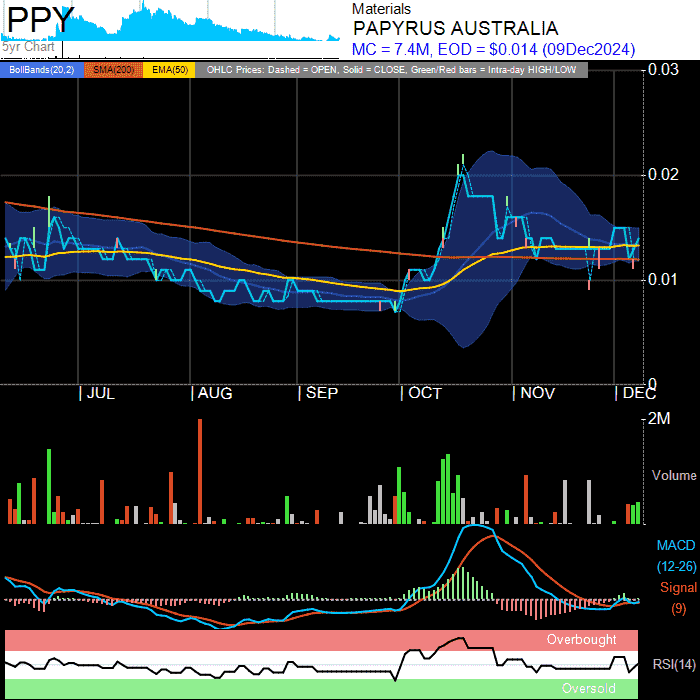 PPY
5yr Chart
Materials
PAPYRUS AUSTRALIA
MC = 7.4M, EOD = $0.014 (09Dec2024)
BollBands(20,2) SMA(200) EMA(50) OHLC Prices: Dashed = OPEN, Solid = CLOSE, Green/Red bars = Intra-day HIGH/LOW
0.03
0.02
0.01
0
JUL AUG SEP OCT NOV DEC
2M
Volume
MACD
(12-26)
Signal
(9)
Overbought
RSI(14)
Oversold